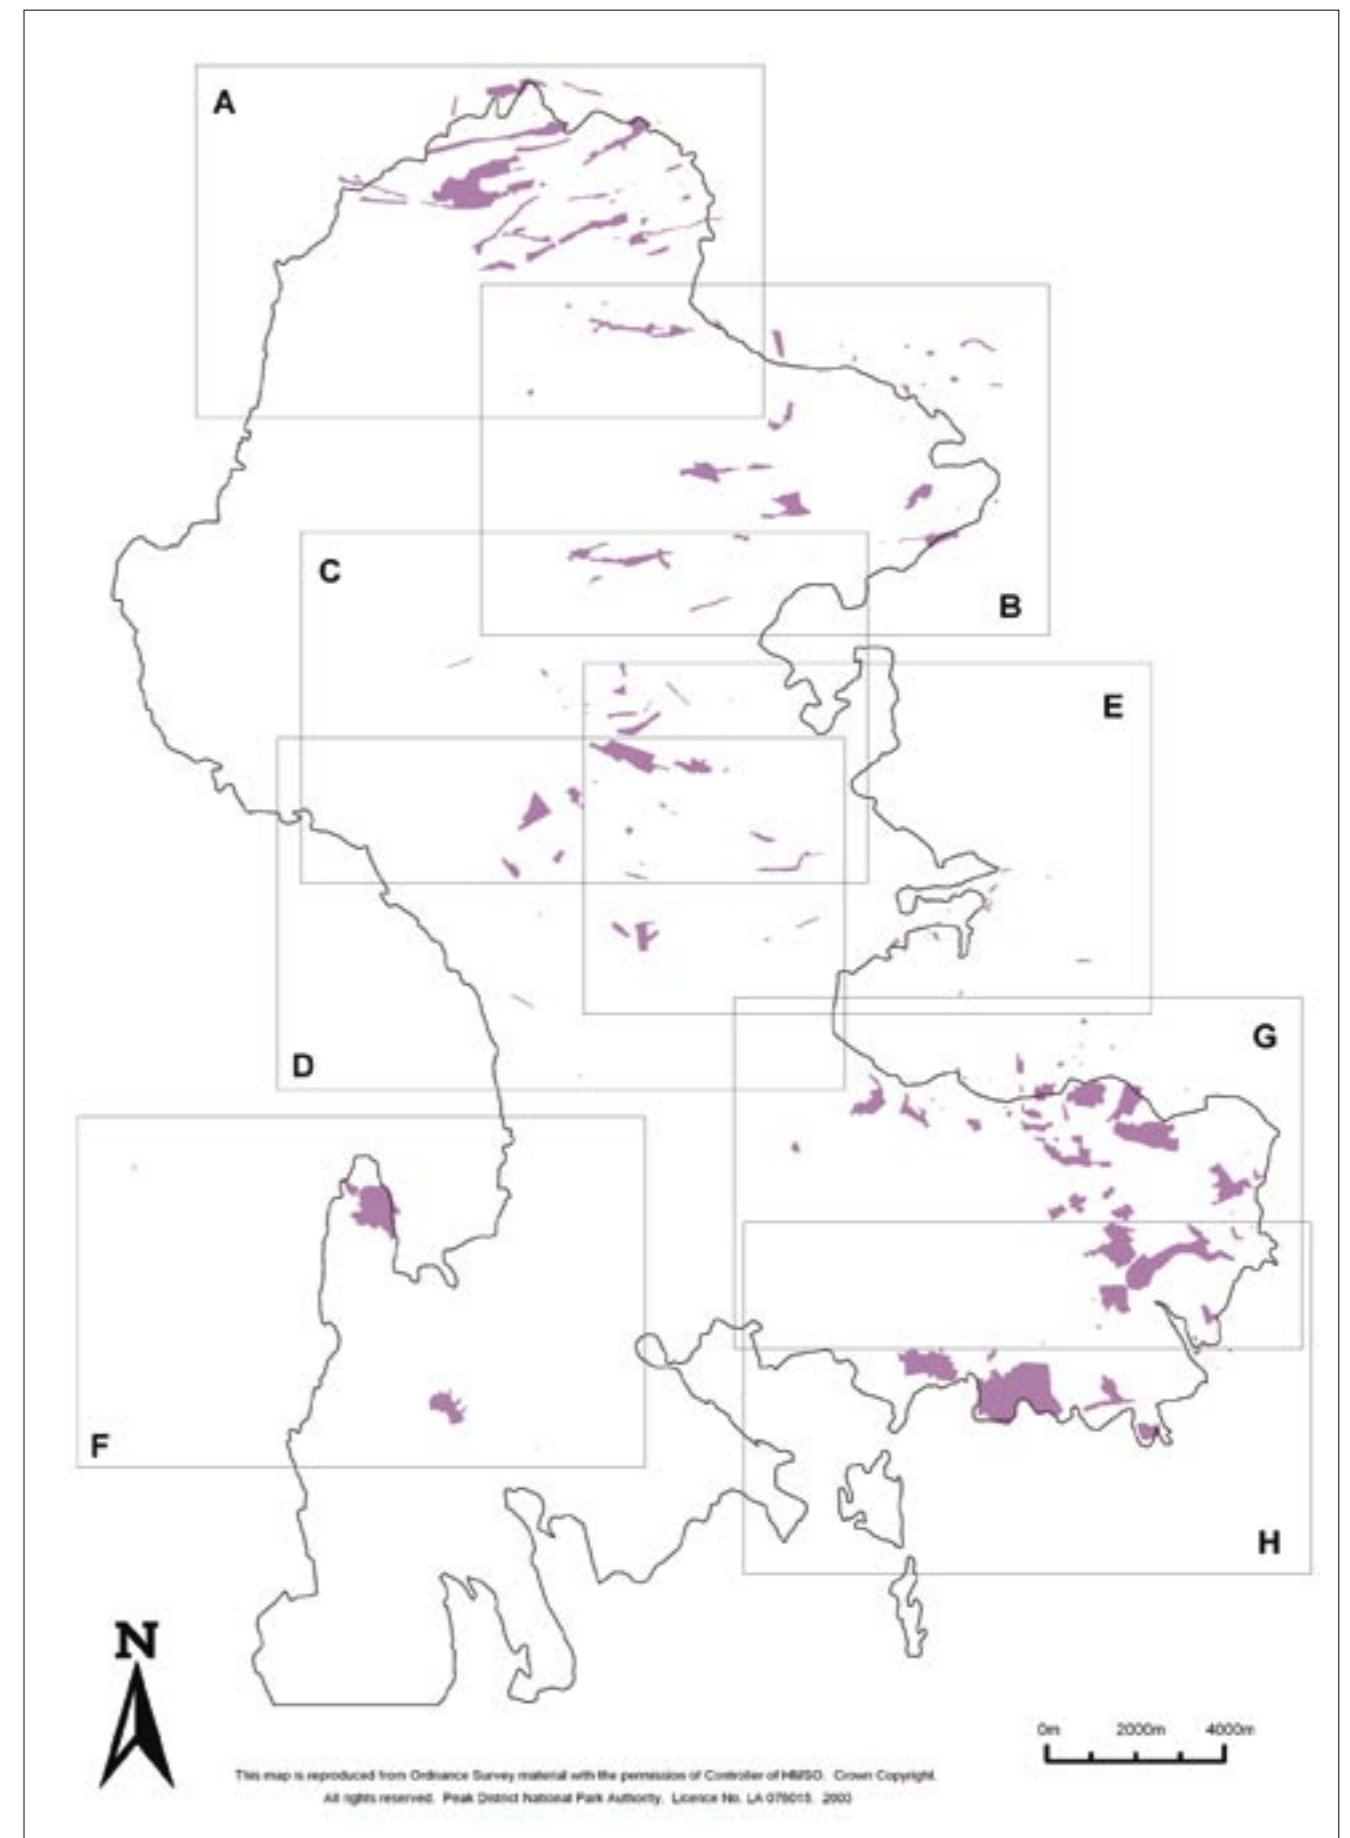 A
C
B
E
G
D
F
H
N
0m 2000m 4000m
This map is reproduced from Ordnance Survey material with the permission of Controller of HMSO. Crown Copyright.
All rights reserved. Peak District National Park Authority. Licence No. LA 076015. 2003